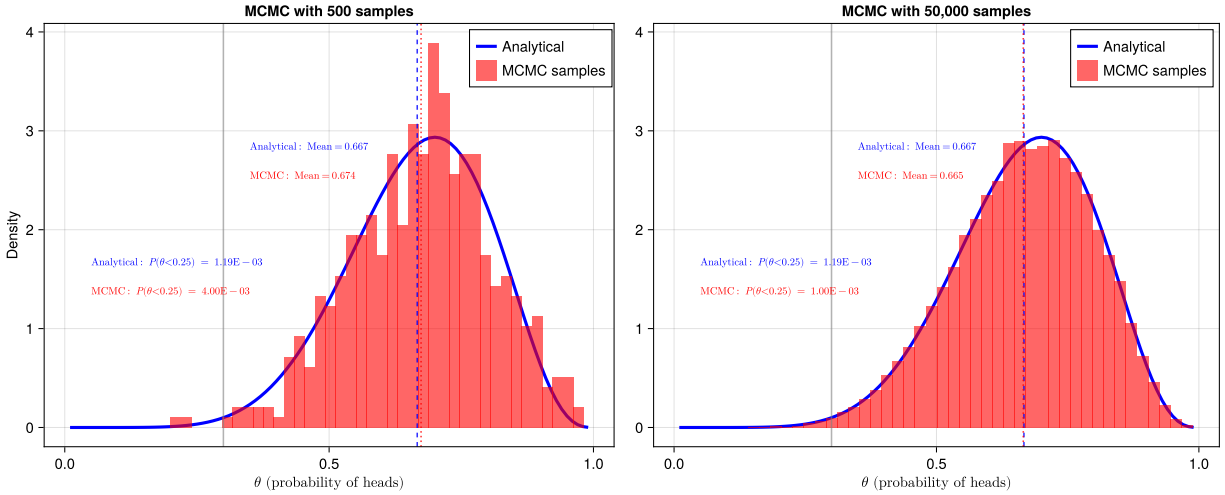 MCMC with 500 samples
4
3
2
1
0
Density
Analytical
MCMC samples
Analytical: Mean = 0.667
MCMC: Mean = 0.674
Analytical: P(θ<0.25) = 1.19E−03
MCMC: P(θ<0.25) = 4.00E−03
0.0
0.5
1.0
θ (probability of heads)
MCMC with 50,000 samples
4
3
2
1
0
Analytical
MCMC samples
Analytical: Mean = 0.667
MCMC: Mean = 0.665
Analytical: P(θ<0.25) = 1.19E−03
MCMC: P(θ<0.25) = 1.00E−03
0.0
0.5
1.0
θ (probability of heads)